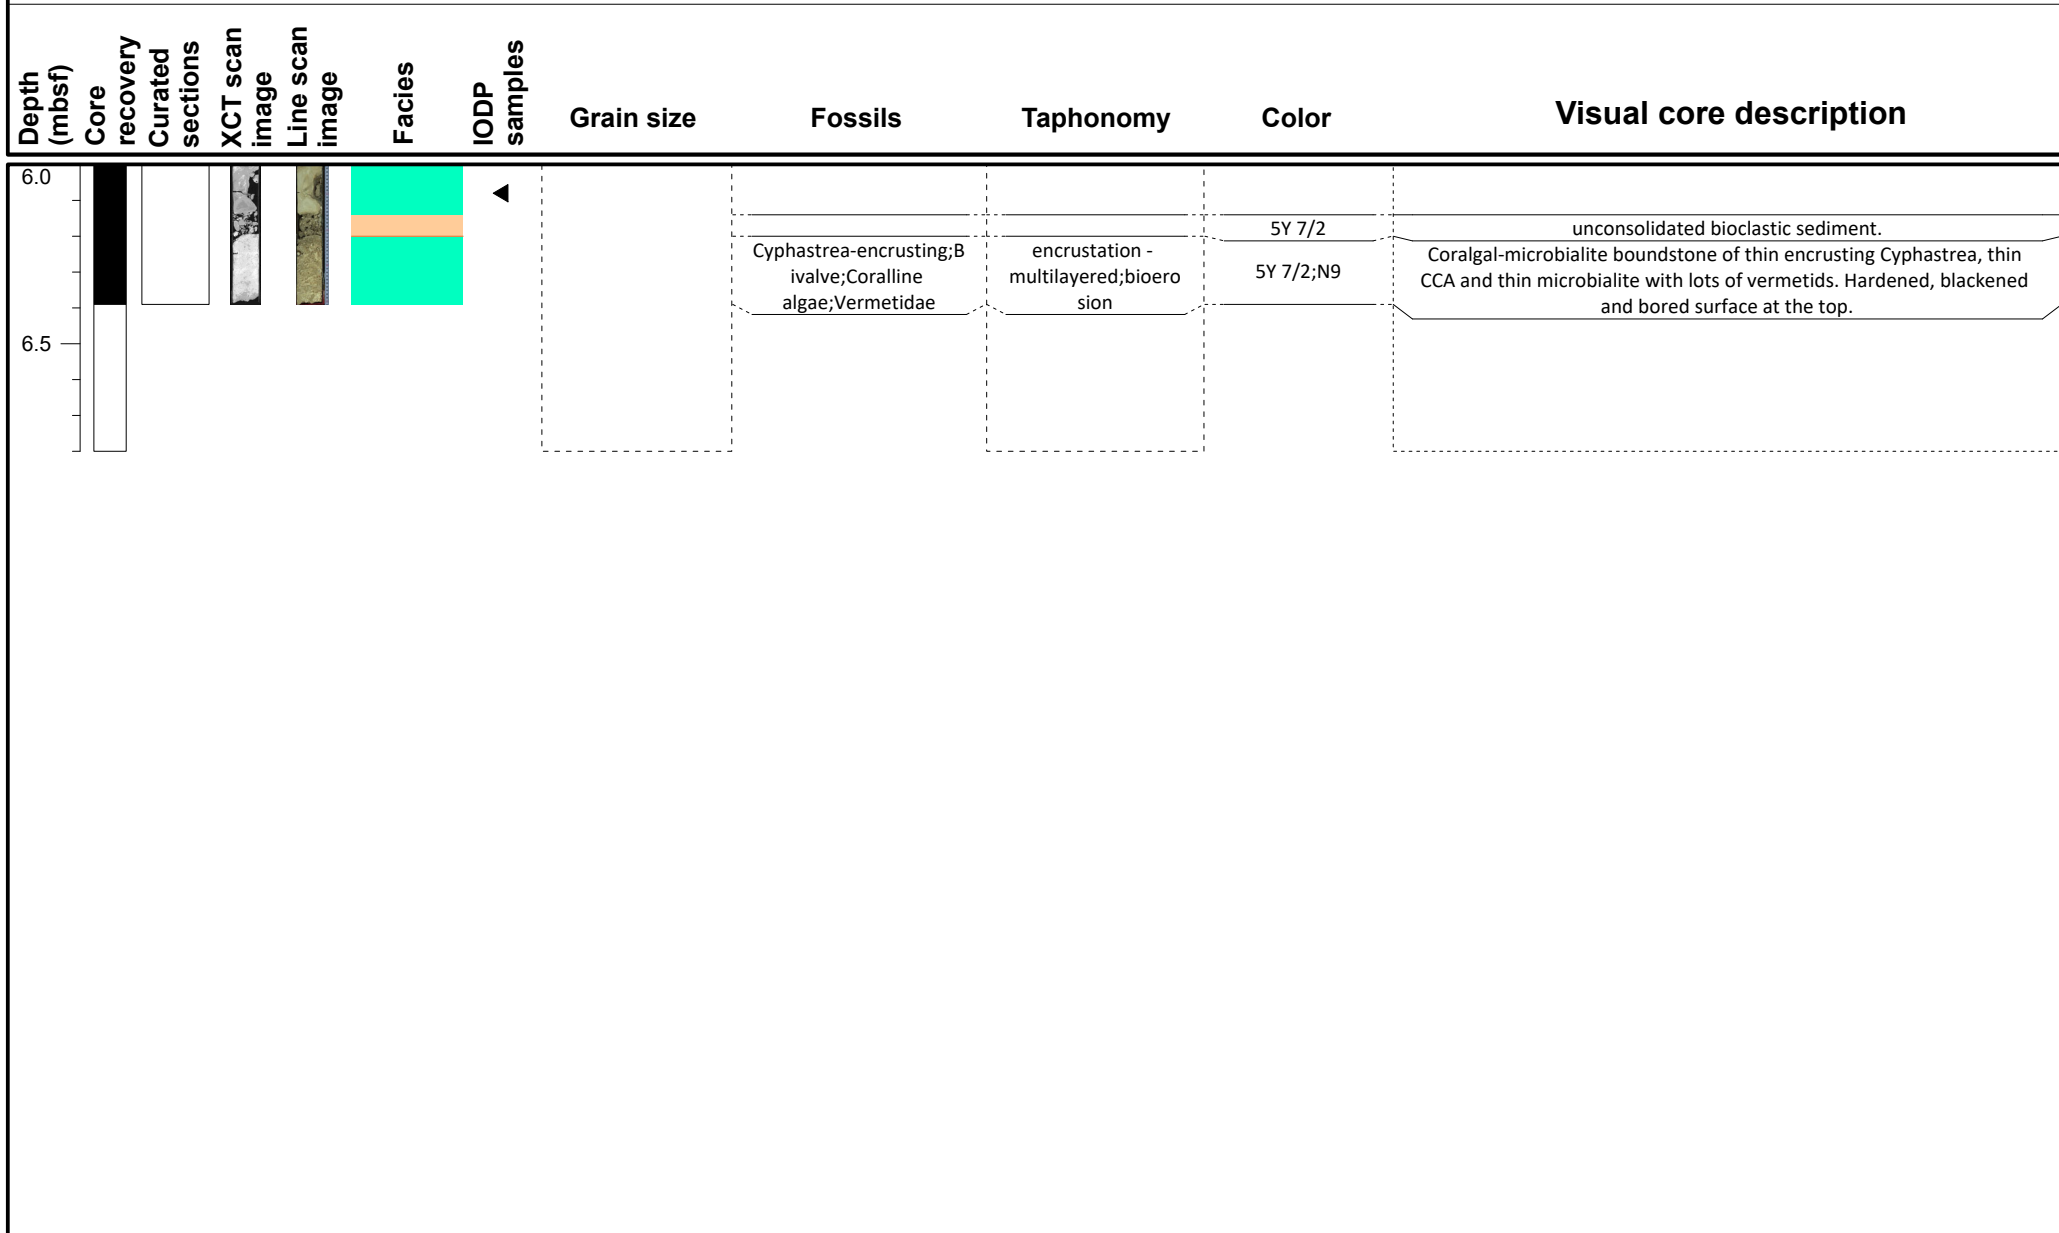 Depth
(mbsf)
Core
recovery
Curated
sections
XCT scan
image
Line scan
image
Facies
IODP
samples
Grain size
Fossils
Taphonomy
Color
Visual core description
6.0
5Y 7/2
unconsolidated bioclastic sediment.
Cyphastrea-encrusting;B
ivalve;Coralline
algae;Vermetidae
encrustation -
multilayered;bioero
sion
5Y 7/2;N9
Coralgal-microbialite boundstone of thin encrusting Cyphastrea, thin
CCA and thin microbialite with lots of vermetids. Hardened, blackened
and bored surface at the top.
6.5